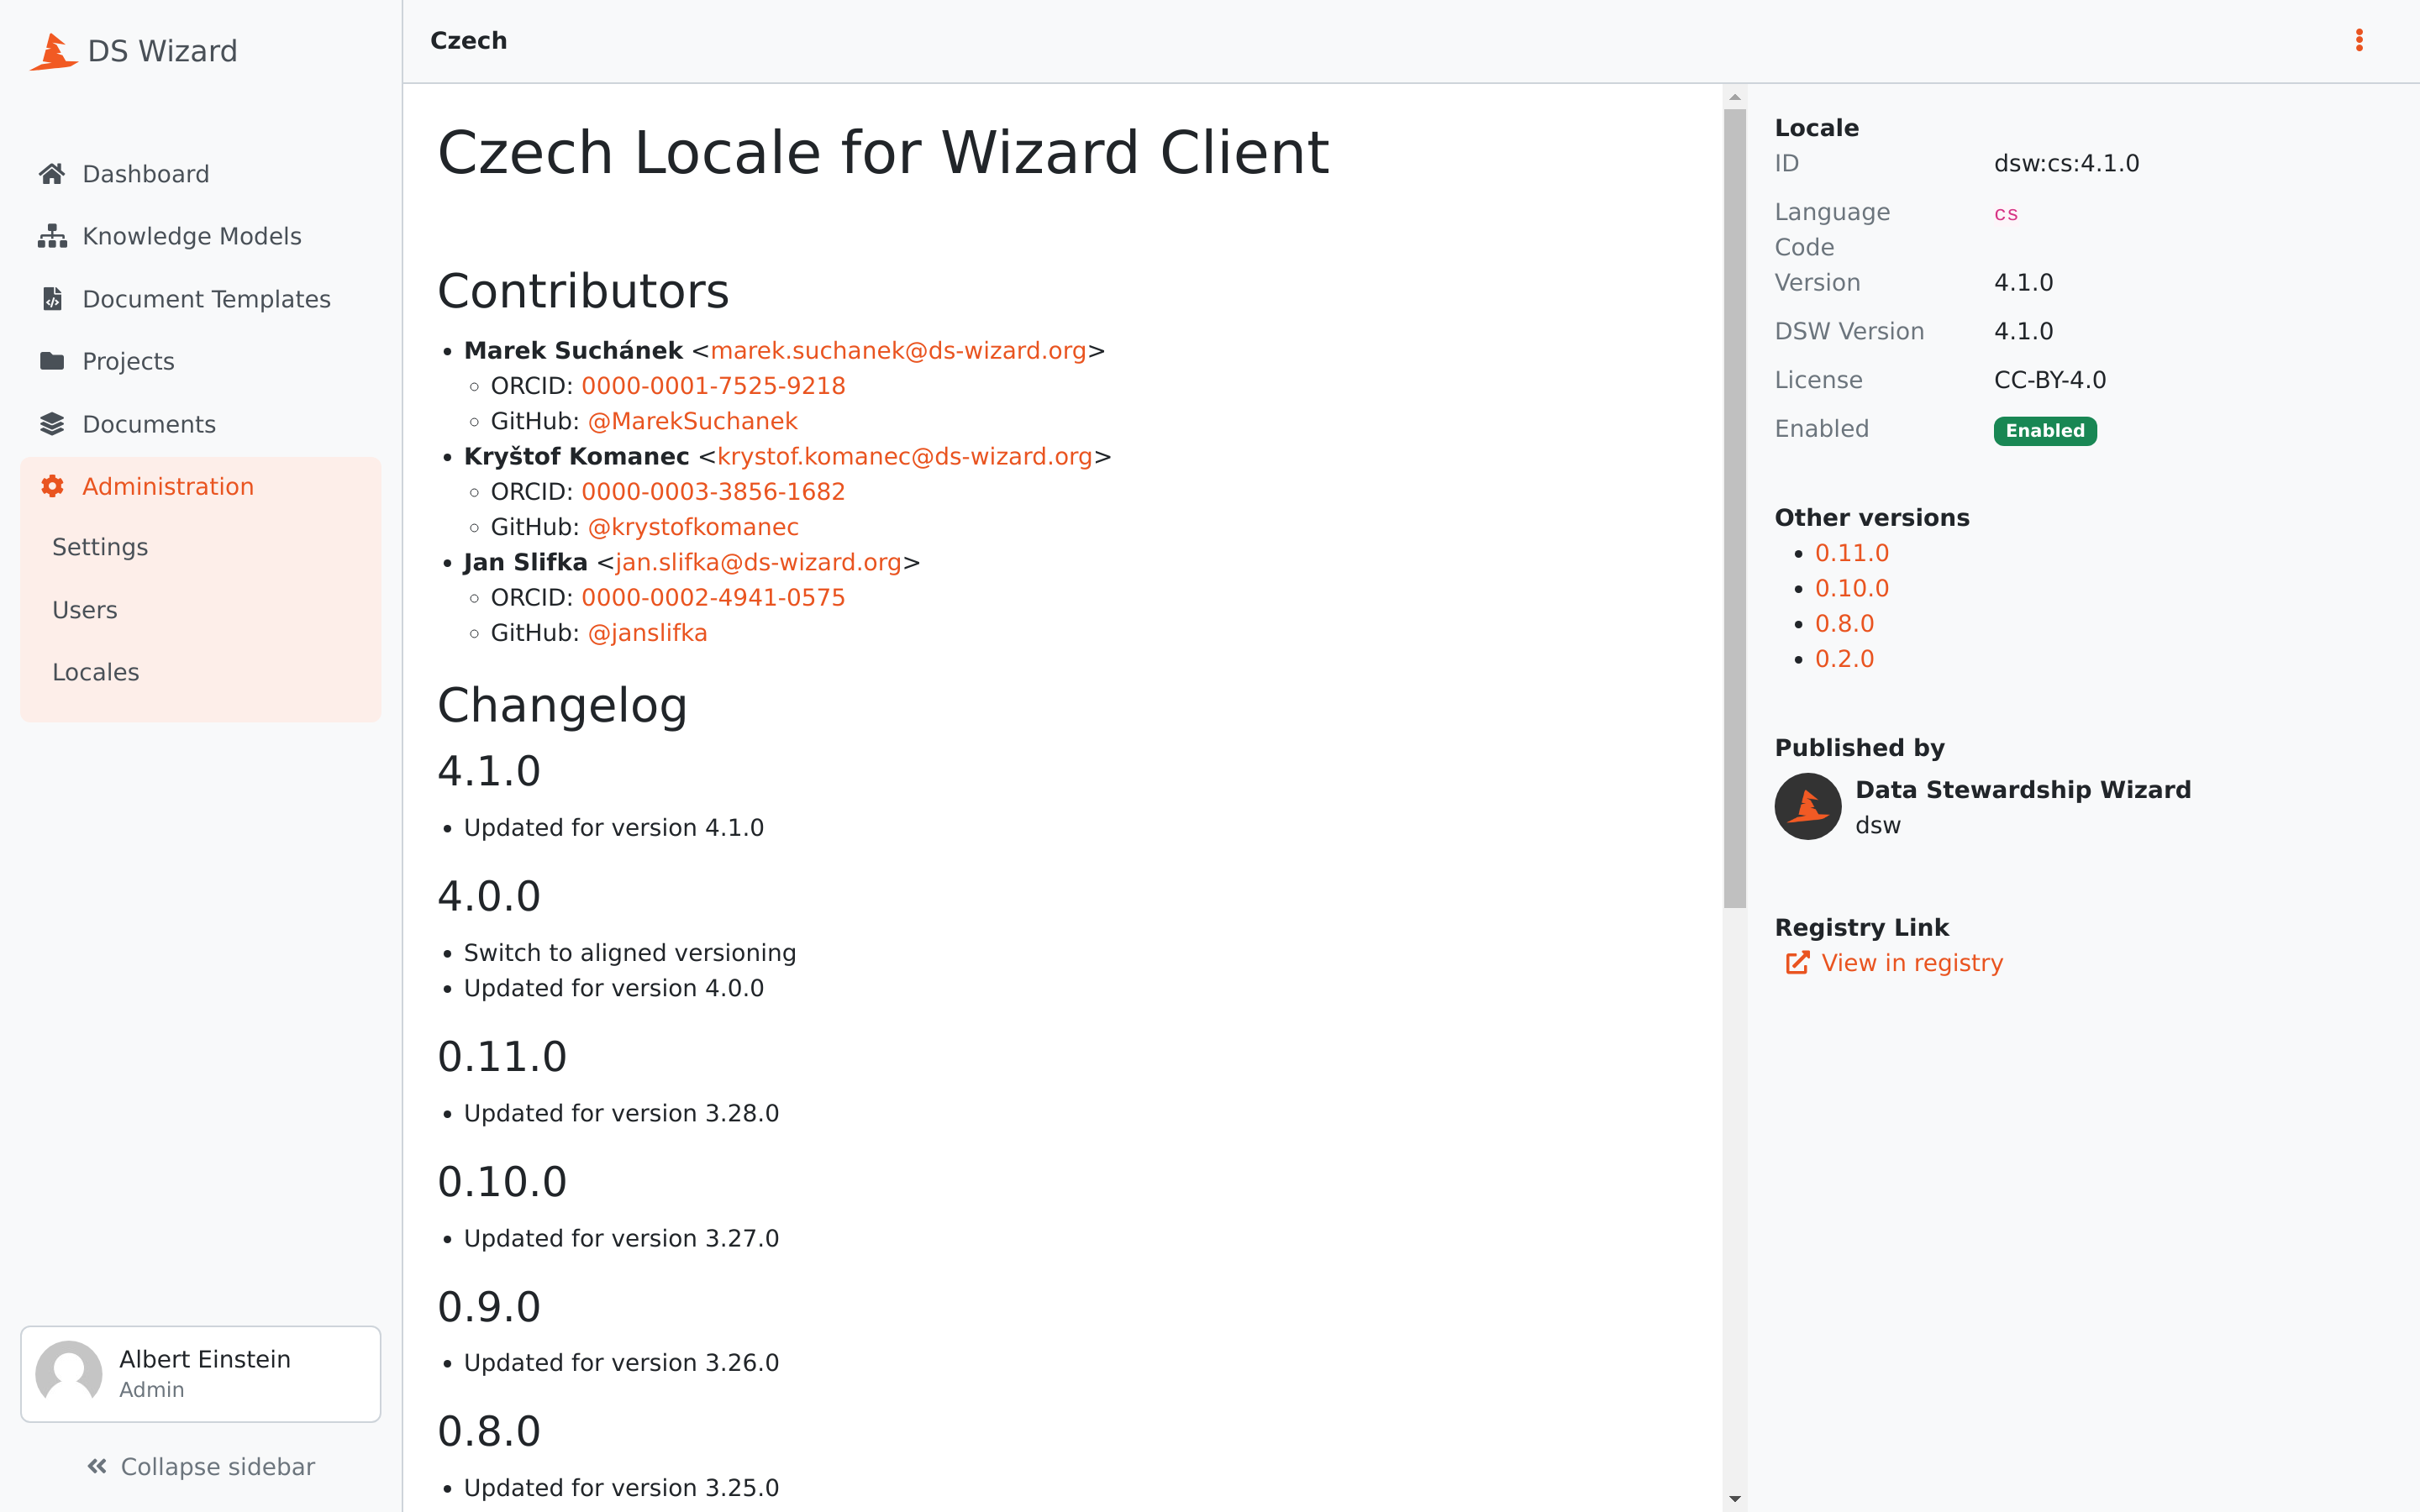 DS Wizard
Dashboard
Knowledge Models
Document Templates
Projects
Documents
Administration
Settings
Users
Locales
Albert Einstein
Admin
Collapse sidebar
Czech
Czech Locale for Wizard Client
Contributors
Marek Suchánek <marek.suchanek@ds-wizard.org>
ORCID: 0000-0001-7525-9218
GitHub: @MarekSuchanek
Kryštof Komanec <krystof.komanec@ds-wizard.org>
ORCID: 0000-0003-3856-1682
GitHub: @krystofkomanec
Jan Slifka <jan.slifka@ds-wizard.org>
ORCID: 0000-0002-4941-0575
GitHub: @janslifka
Changelog
4.1.0
Updated for version 4.1.0
4.0.0
Switch to aligned versioning
Updated for version 4.0.0
0.11.0
Updated for version 3.28.0
0.10.0
Updated for version 3.27.0
0.9.0
Updated for version 3.26.0
0.8.0
Updated for version 3.25.0
Locale
ID dsw:cs:4.1.0
Language cs
Code
Version 4.1.0
DSW Version 4.1.0
License CC-BY-4.0
Enabled Enabled
Other versions
0.11.0
0.10.0
0.8.0
0.2.0
Published by
Data Stewardship Wizard
dsw
Registry Link
View in registry